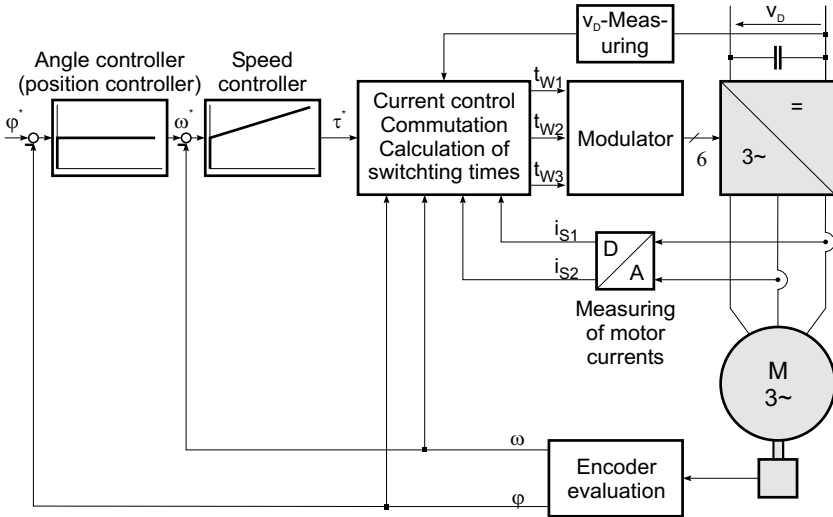 v_D-Meas-
uring
v_D
Angle controller
(position controller)
Speed
controller
φ*
ω*
τ*
Current control
Commutation
Calculation of
switchting times
t_W1
t_W2
t_W3
Modulator
6
=
3~
i_S1
i_S2
D
A
Measuring
of motor
currents
M
3~
ω
φ
Encoder
evaluation